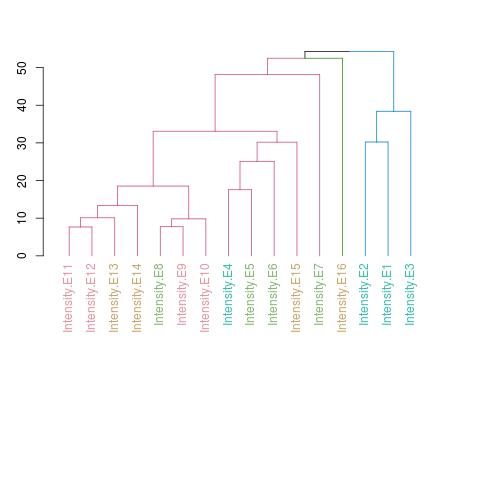 50
40
30
20
10
0
Intensity.E11
Intensity.E12
Intensity.E13
Intensity.E14
Intensity.E8
Intensity.E9
Intensity.E10
Intensity.E4
Intensity.E5
Intensity.E6
Intensity.E15
Intensity.E7
Intensity.E16
Intensity.E2
Intensity.E1
Intensity.E3